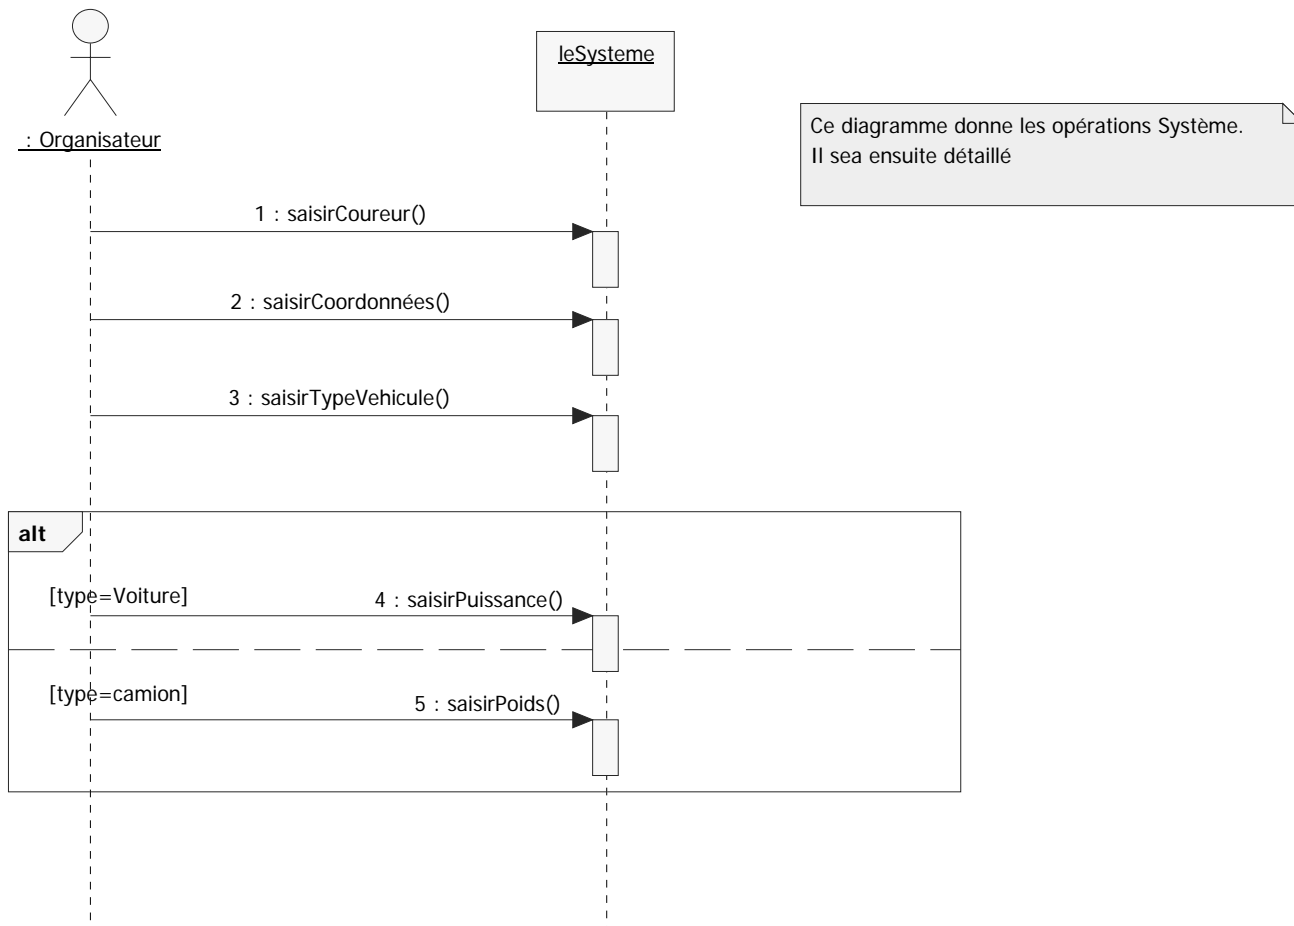 leSysteme
: Organisateur
Ce diagramme donne les opérations Système.
Il sea ensuite détaillé
1 : saisirCoureur()
2 : saisirCoordonnées()
3 : saisirTypeVehicule()
alt
[type=Voiture]
4 : saisirPuissance()
[type=camion]
5 : saisirPoids()